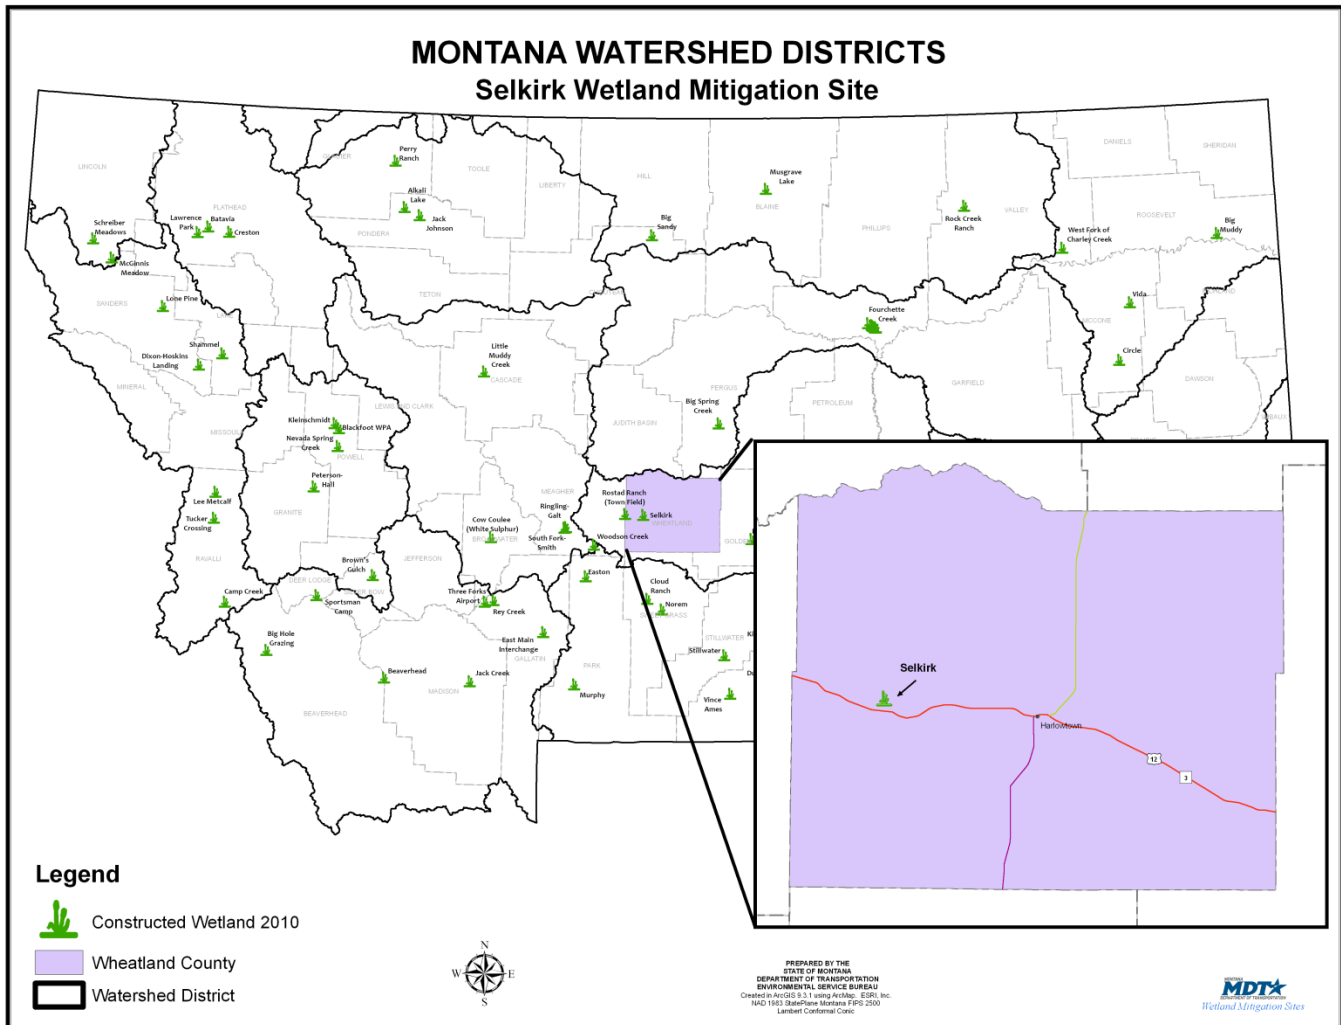 MONTANA WATERSHED DISTRICTS
Selkirk Wetland Mitigation Site
LINCOLN
FLATHEAD
TOOLE
LIBERTY
HILL
BLAINE
PHILLIPS
VALLEY
DANIELS
SHERIDAN
ROOSEVELT
Perry
Ranch
Alkali
Lake
Jack
Johnson
PONDERA
TETON
Schreiber
Meadows
McGinnis
Meadow
Lawrence
Park
Batavia
Creston
Big
Sandy
Musgrave
Lake
Rock Creek
Ranch
West Fork of
Charley Creek
Big
Muddy
SANDERS
Lone Pine
Shammel
Dixon-Hoskins
Landing
MINERAL
Little
Muddy
Creek
CASCADE
Fourchette
Creek
Vida
Circle
DAWSON
GARFIELD
PETROLEUM
FERGUS
JUDITH BASIN
Big Spring
Creek
LEWIS AND CLARK
Kleinschmidt
Blackfoot WPA
Nevada Spring
Creek
POWELL
Peterson-
Hall
GRANITE
Lee Metcalf
Tucker
Crossing
RAVALLI
Camp Creek
MEAGHER
Ringling-
Galt
South Fork-
Smith
Cow Coulee
(White Sulphur)
Rostad Ranch
(Town Field)
Selkirk
WHEATLAND
Woodson Creek
JEFFERSON
Brown's
Gulch
DEER LODGE
Sportsman
Camp
Three Forks
Airport
Rey Creek
Easton
Cloud
Ranch
Norem
STILLWATER
Stillwater
Big Hole
Grazing
Beaverhead
BEAVERHEAD
MADISON
Jack Creek
East Main
Interchange
GALLATIN
PARK
Murphy
Vince
Ames
Selkirk
Harlowtown
12
3
Legend
Constructed Wetland 2010
Wheatland County
Watershed District
N
W
E
S
PREPARED BY THE
STATE OF MONTANA
DEPARTMENT OF TRANSPORTATION
ENVIRONMENTAL SERVICE BUREAU
Created in ArcGIS 9.3.1 using ArcMap. ESRI, Inc.
NAD 1983 StatePlane Montana FIPS 2500
Lambert Conformal Conic
MONTANA
MDT
DEPARTMENT OF TRANSPORTATION
Wetland Mitigation Sites